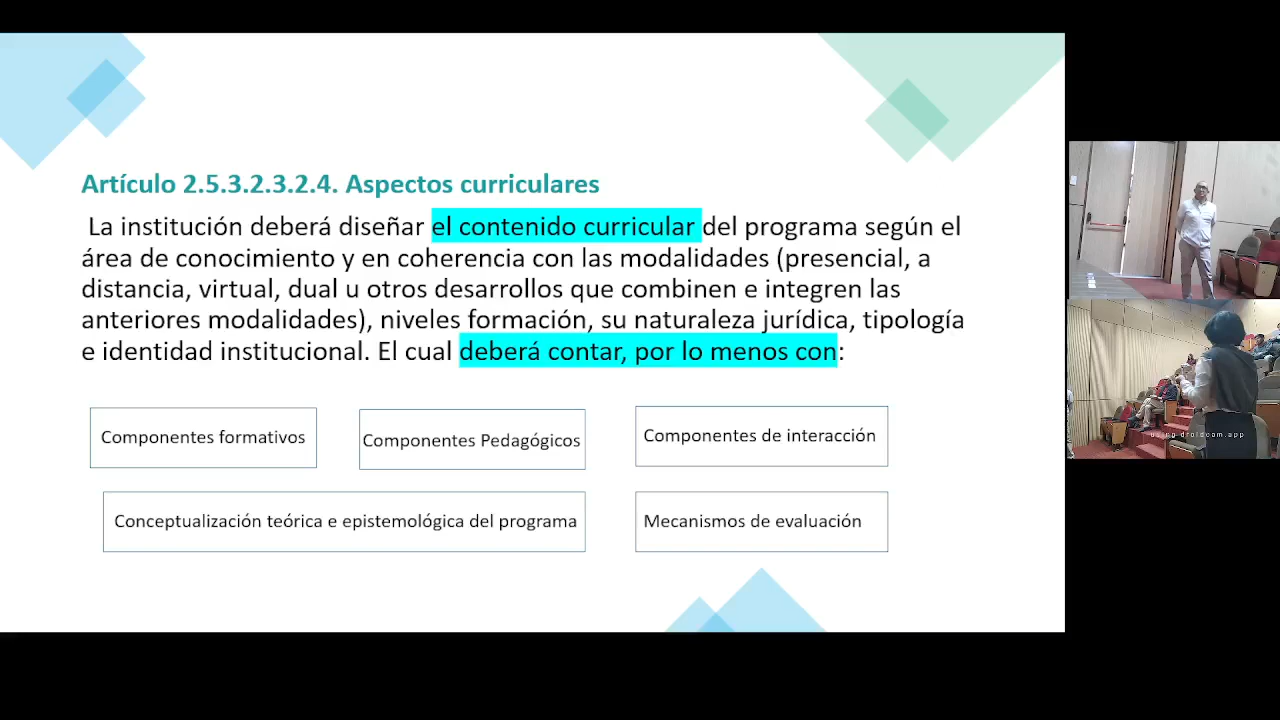 Artículo 2.5.3.2.3.2.4. Aspectos curriculares
La institución deberá diseñar el contenido curricular del programa según el
área de conocimiento y en coherencia con las modalidades (presencial, a
distancia, virtual, dual u otros desarrollos que combinen e integren las
anteriores modalidades), niveles formación, su naturaleza jurídica, tipología
e identidad institucional. El cual deberá contar, por lo menos con:
Componentes formativos
Componentes Pedagógicos
Componentes de interacción
Conceptualización teórica e epistemológica del programa
Mecanismos de evaluación
using droidcam.app